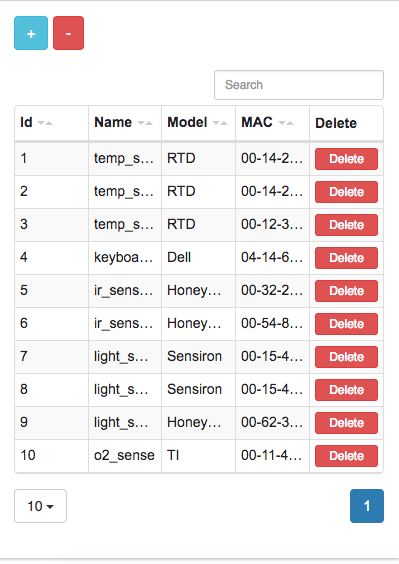 + -
Search
Id Name Model MAC Delete
1 temp_s… RTD 00-14-2… Delete
2 temp_s… RTD 00-14-2… Delete
3 temp_s… RTD 00-12-3… Delete
4 keyboa… Dell 04-14-6… Delete
5 ir_sens… Honey… 00-32-2… Delete
6 ir_sens… Honey… 00-54-8… Delete
7 light_s… Sensiron 00-15-4… Delete
8 light_s… Sensiron 00-15-4… Delete
9 light_s… Honey… 00-62-3… Delete
10 o2_sense TI 00-11-4… Delete
10 1